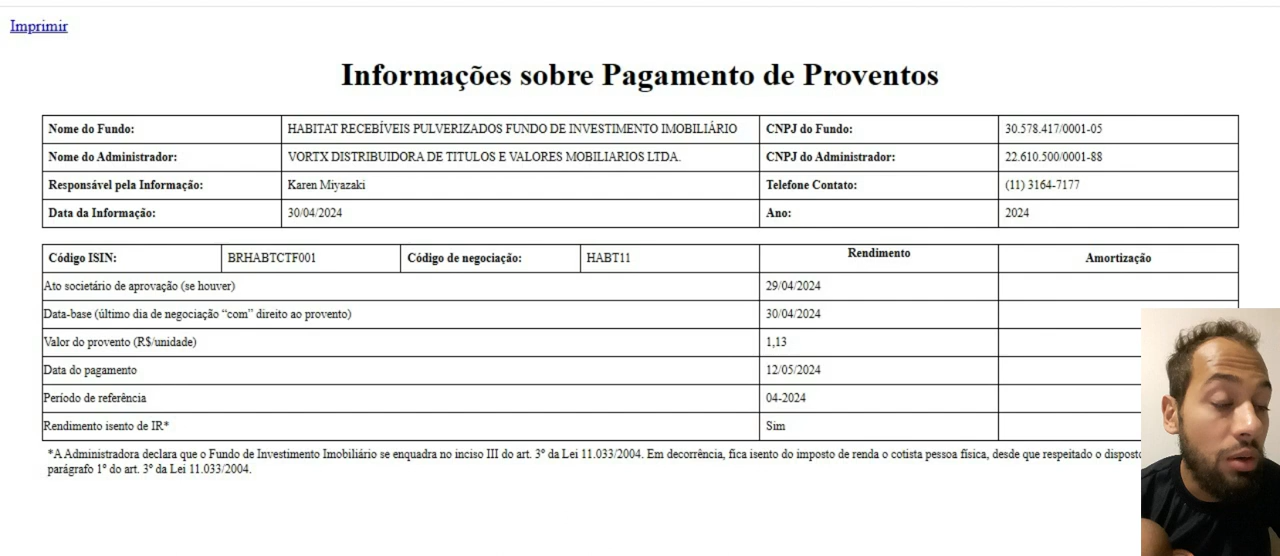 Imprimir
Informações sobre Pagamento de Proventos
Nome do Fundo: HABITAT RECEBÍVEIS PULVERIZADOS FUNDO DE INVESTIMENTO IMOBILIÁRIO CNPJ do Fundo: 30.578.417/0001-05
Nome do Administrador: VORTX DISTRIBUIDORA DE TITULOS E VALORES MOBILIARIOS LTDA. CNPJ do Administrador: 22.610.500/0001-88
Responsável pela Informação: Karen Miyazaki Telefone Contato: (11) 3164-7177
Data da Informação: 30/04/2024 Ano: 2024
Código ISIN: BRHABTCTF001 Código de negociação: HABT11 Rendimento Amortização
Ato societário de aprovação (se houver) 29/04/2024
Data-base (último dia de negociação “com” direito ao provento) 30/04/2024
Valor do provento (R$/unidade) 1,13
Data do pagamento 12/05/2024
Período de referência 04-2024
Rendimento isento de IR* Sim
*A Administradora declara que o Fundo de Investimento Imobiliário se enquadra no inciso III do art. 3º da Lei 11.033/2004. Em decorrência, fica isento do imposto de renda o cotista pessoa física, desde que respeitado o disposto
parágrafo 1º do art. 3º da Lei 11.033/2004.